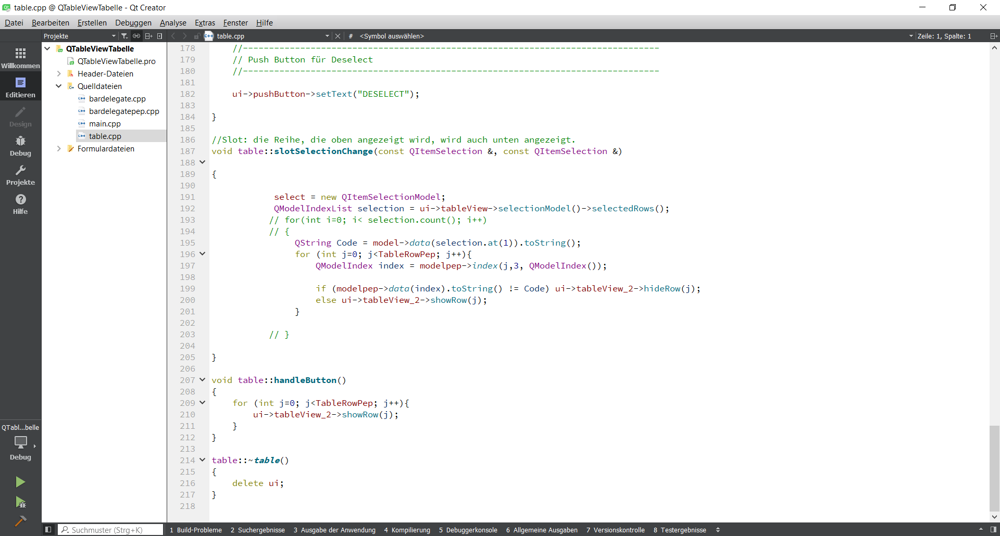 table.cpp @ QTableViewTabelle - Qt Creator
Datei Bearbeiten Erstellen Debuggen Analyse Extras Fenster Hilfe
Projekte
table.cpp
# <Symbol auswählen>
Zeile: 1, Spalte: 1
Willkommen
Editieren
Design
Debug
Projekte
Hilfe
QTabl...belle
Debug
QTableViewTabelle
QTableViewTabelle.pro
Header-Dateien
Quelldateien
bardelegate.cpp
bardelegatepep.cpp
main.cpp
table.cpp
Formulardateien
178 //--------------------------------------------------------------------------------
179 // Push Button für Deselect
180 //--------------------------------------------------------------------------------
181
182 ui->pushButton->setText("DESELECT");
183
184 }
185
186 //Slot: die Reihe, die oben angezeigt wird, wird auch unten angezeigt.
187 void table::slotSelectionChange(const QItemSelection &, const QItemSelection &)
188
189 {
190
191 select = new QItemSelectionModel;
192 QModelIndexList selection = ui->tableView->selectionModel()->selectedRows();
193 // for(int i=0; i< selection.count(); i++)
194 // {
195 QString Code = model->data(selection.at(1)).toString();
196 for (int j=0; j<TableRowPep; j++){
197 QModelIndex index = modelpep->index(j,3, QModelIndex());
198
199 if (modelpep->data(index).toString() != Code) ui->tableView_2->hideRow(j);
200 else ui->tableView_2->showRow(j);
201 }
202
203 // }
204
205 }
206
207 void table::handleButton()
208 {
209 for (int j=0; j<TableRowPep; j++){
210 ui->tableView_2->showRow(j);
211 }
212 }
213
214 table::~table()
215 {
216 delete ui;
217 }
218
Suchmuster (Strg+K)
1 Build-Probleme 2 Suchergebnisse 3 Ausgabe der Anwendung 4 Kompilierung 5 Debuggerkonsole 6 Allgemeine Ausgaben 7 Versionskontrolle 8 Testergebnisse